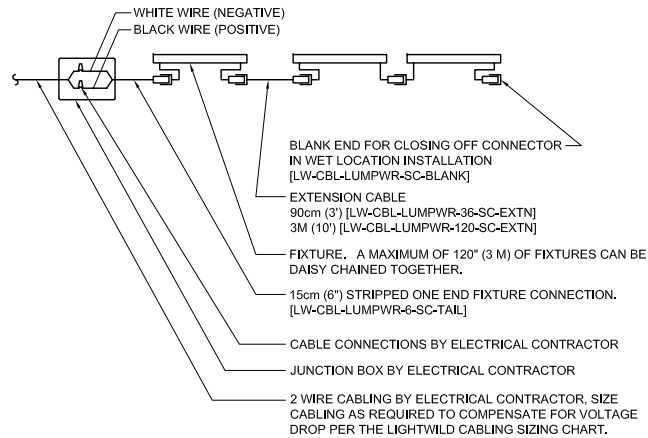 WHITE WIRE (NEGATIVE)
BLACK WIRE (POSITIVE)
BLANK END FOR CLOSING OFF CONNECTOR
IN WET LOCATION INSTALLATION
[LW-CBL-LUMPWR-SC-BLANK]
EXTENSION CABLE
90cm (3') [LW-CBL-LUMPWR-36-SC-EXTN]
3M (10') [LW-CBL-LUMPWR-120-SC-EXTN]
FIXTURE. A MAXIMUM OF 120" (3 M) OF FIXTURES CAN BE
DAISY CHAINED TOGETHER.
15cm (6") STRIPPED ONE END FIXTURE CONNECTION.
[LW-CBL-LUMPWR-6-SC-TAIL]
CABLE CONNECTIONS BY ELECTRICAL CONTRACTOR
JUNCTION BOX BY ELECTRICAL CONTRACTOR
2 WIRE CABLING BY ELECTRICAL CONTRACTOR, SIZE
CABLING AS REQUIRED TO COMPENSATE FOR VOLTAGE
DROP PER THE LIGHTWILD CABLING SIZING CHART.